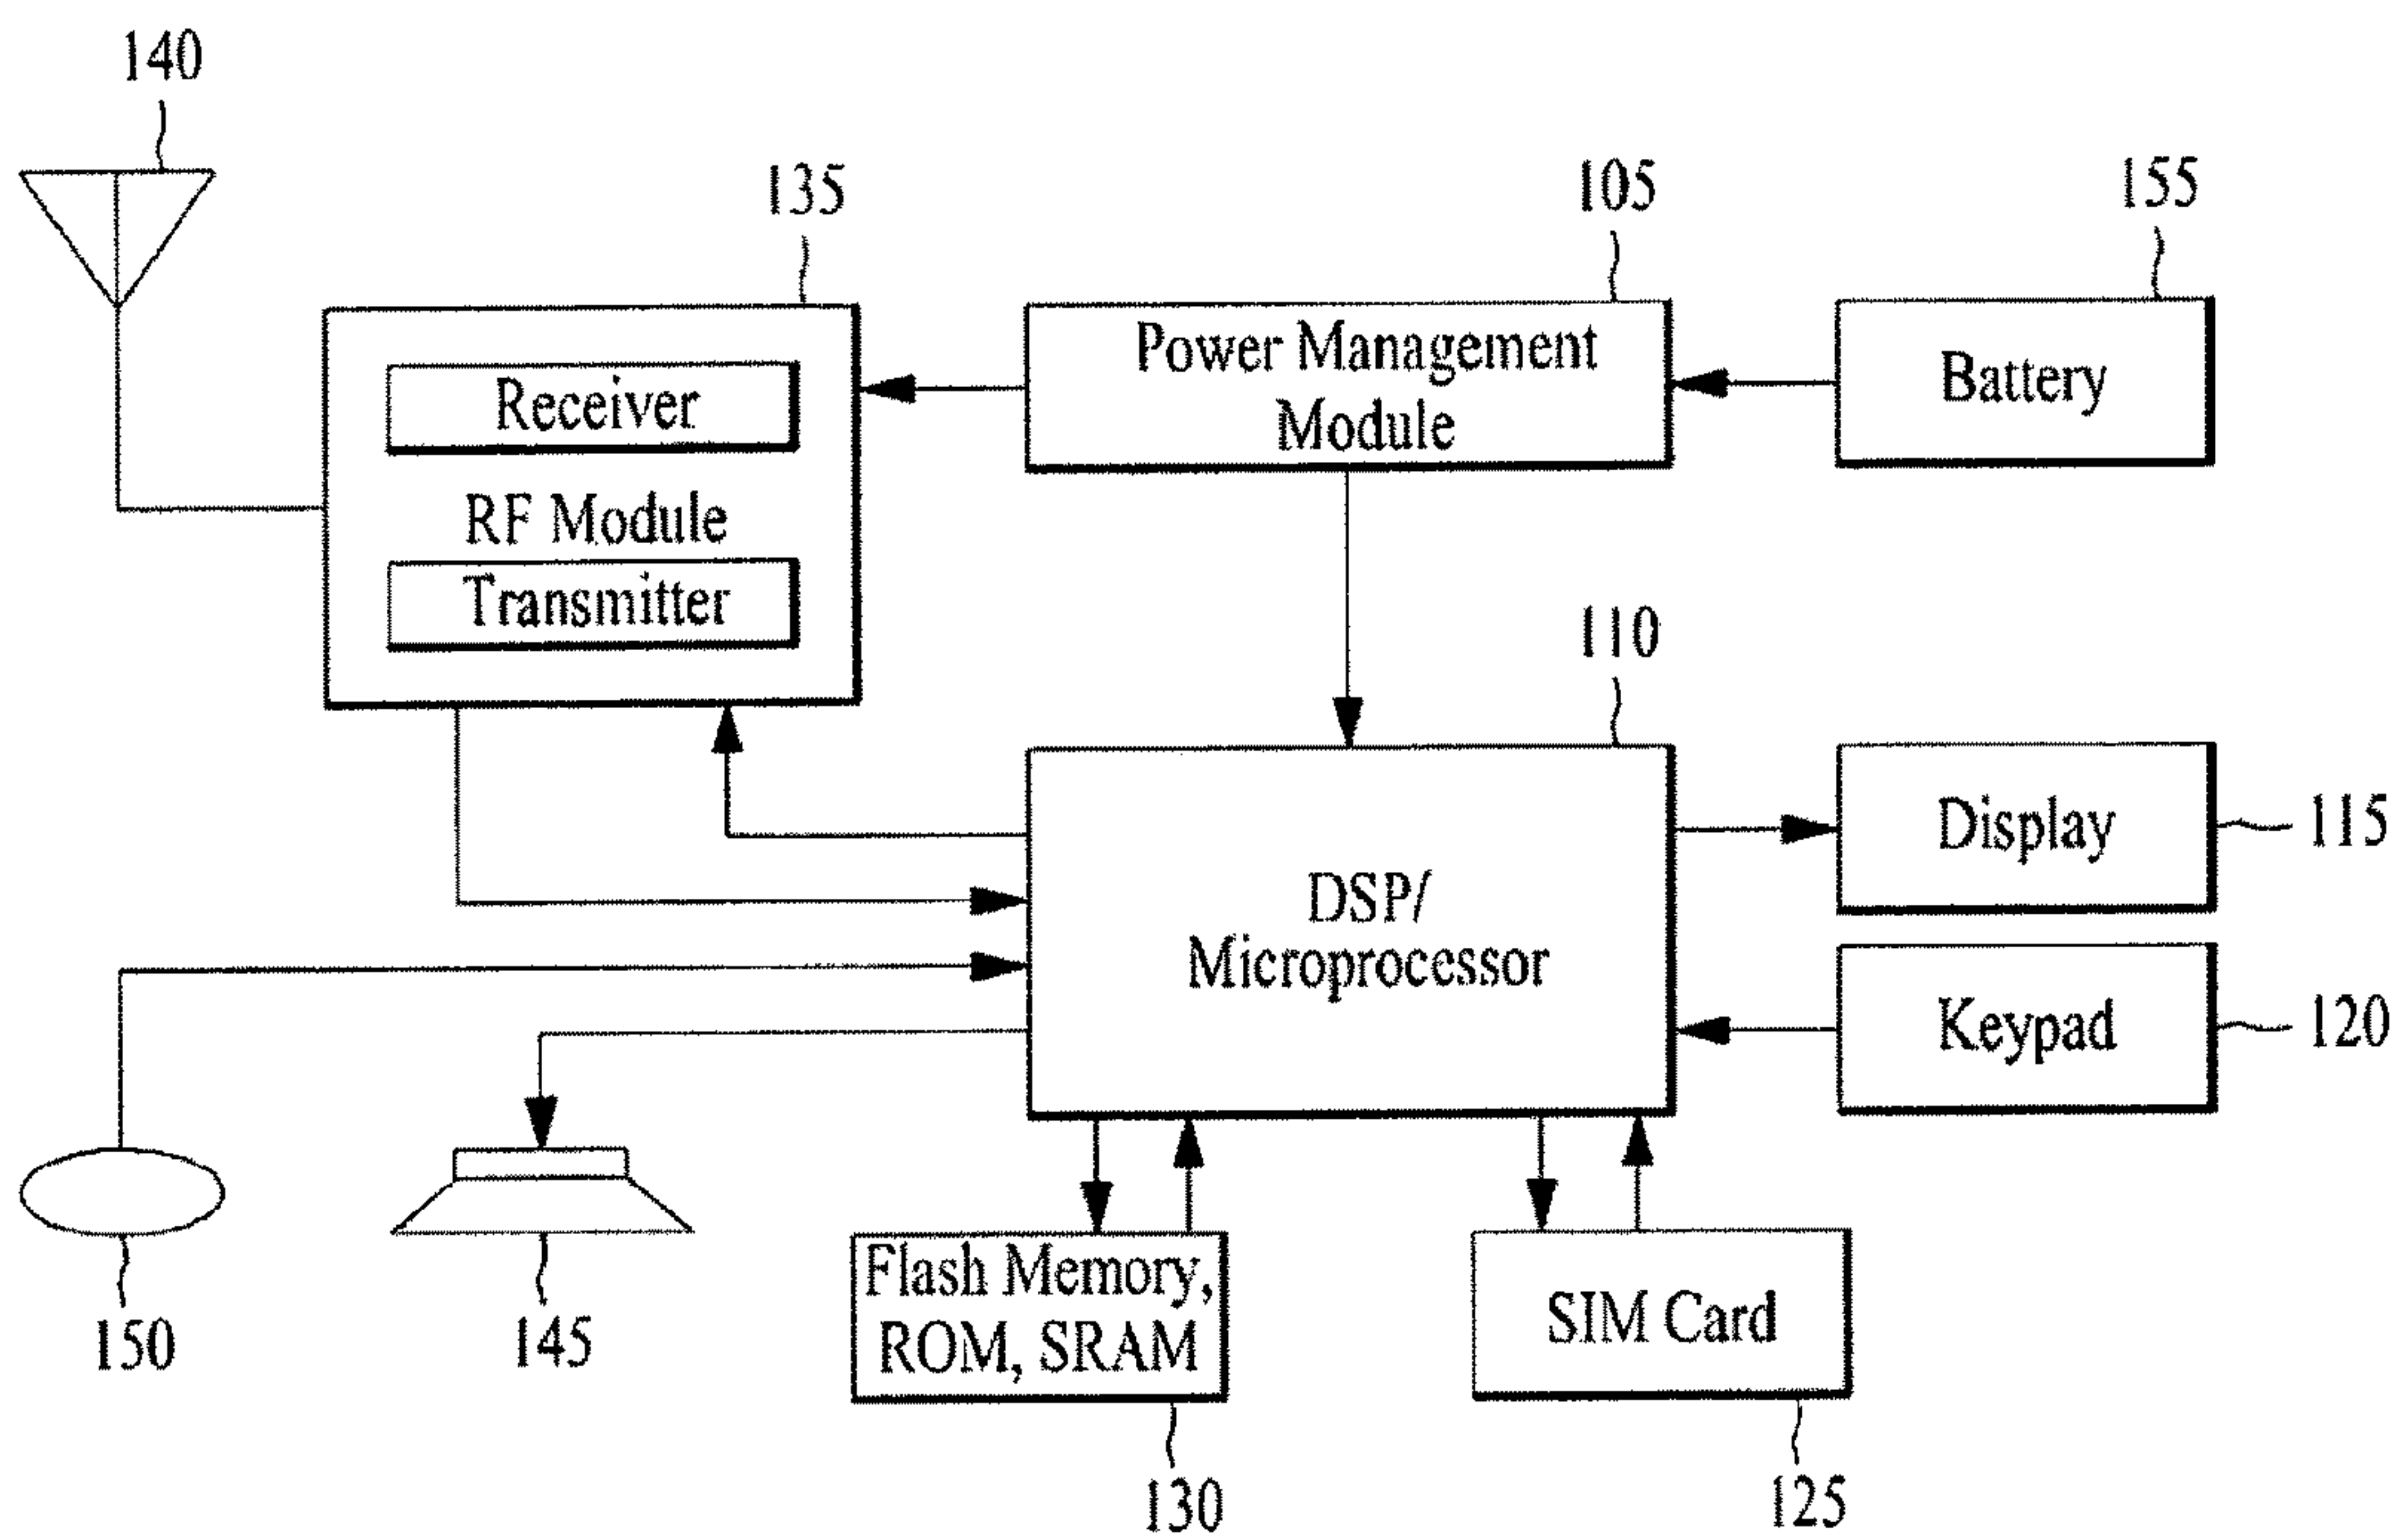 140
135
105
155
Receiver
RF Module
Transmitter
Power Management
Module
Battery
110
DSP/
Microprocessor
Display
115
Keypad
120
150
145
Flash Memory,
ROM, SRAM
130
SIM Card
125